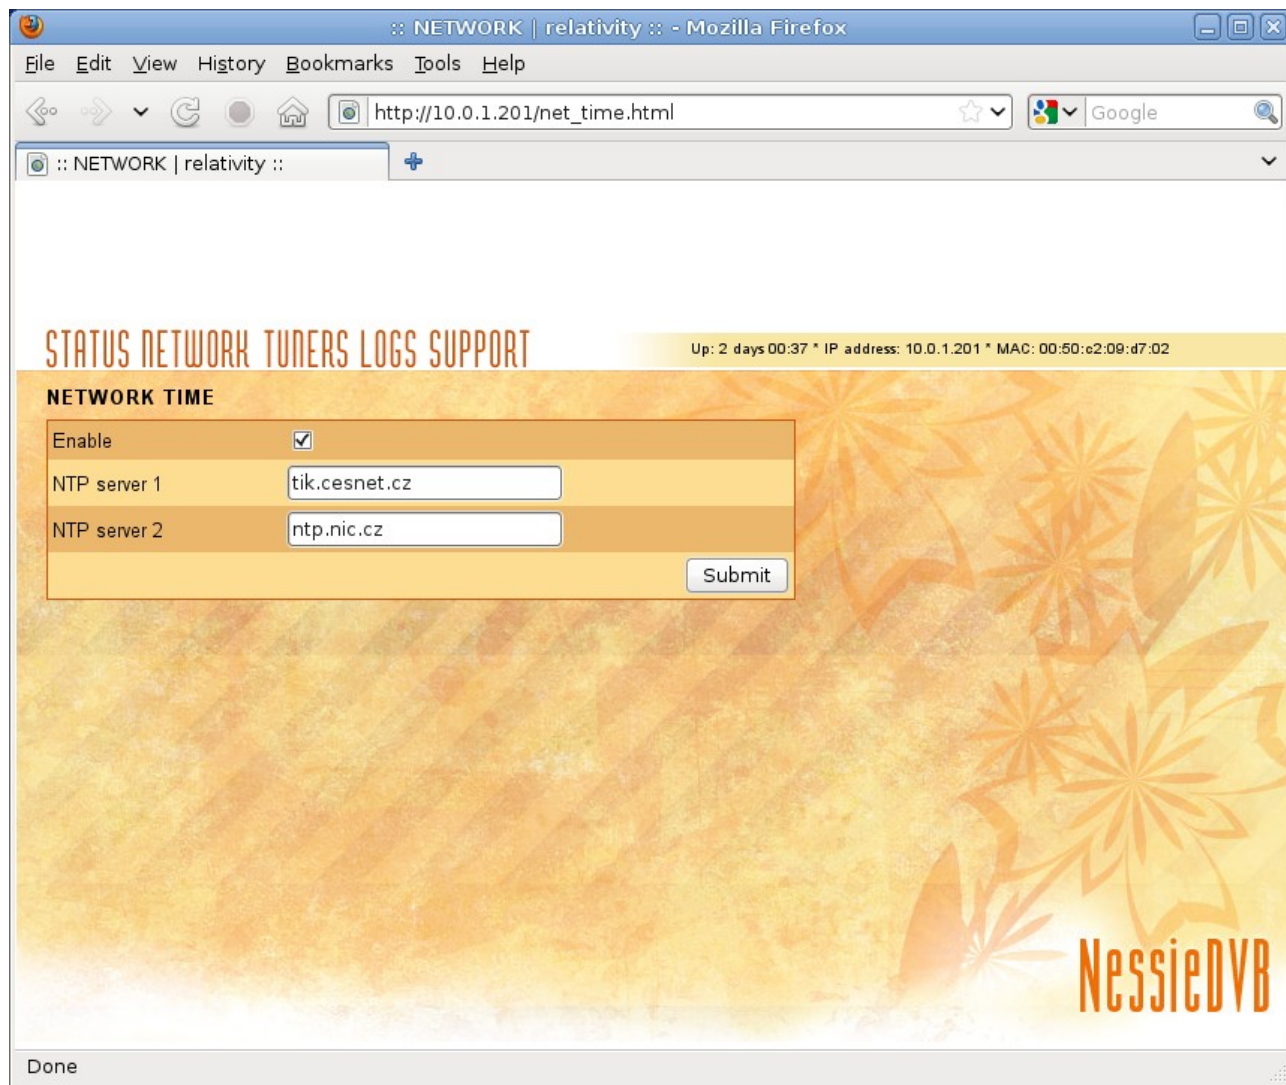 :: NETWORK | relativity :: - Mozilla Firefox
File Edit View History Bookmarks Tools Help
http://10.0.1.201/net_time.html Google
:: NETWORK | relativity ::
STATUS NETWORK TUNERS LOGS SUPPORT
Up: 2 days 00:37 * IP address: 10.0.1.201 * MAC: 00:50:c2:09:d7:02
NETWORK TIME
Enable
NTP server 1 tik.cesnet.cz
NTP server 2 ntp.nic.cz
Submit
NessieDVB
Done